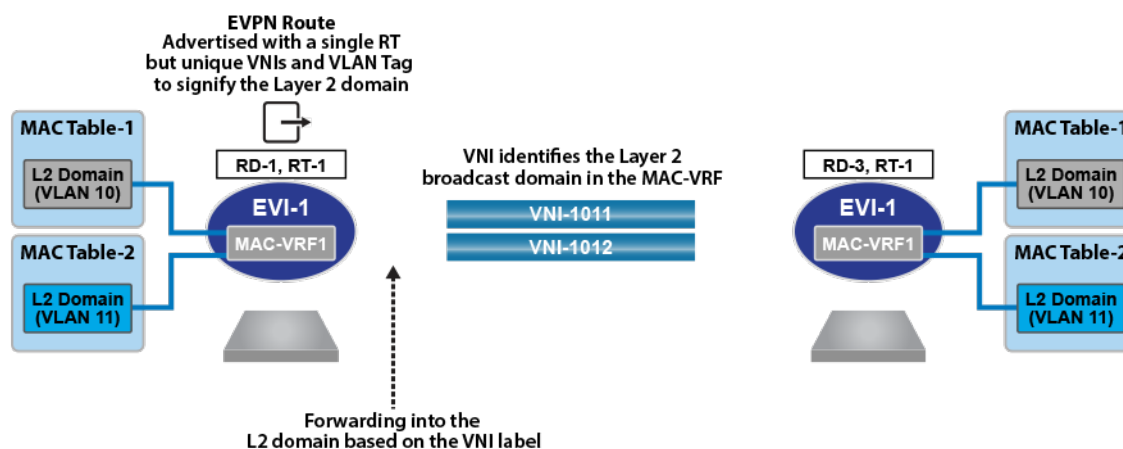 EVPN Route
Advertised with a single RT
but unique VNIs and VLAN Tag
to signify the Layer 2 domain
MAC Table-1
L2 Domain
(VLAN 10)
MAC Table-2
L2 Domain
(VLAN 11)
RD-1, RT-1
EVI-1
MAC-VRF1
VNI identifies the Layer 2
broadcast domain in the MAC-VRF
VNI-1011
VNI-1012
RD-3, RT-1
EVI-1
MAC-VRF1
MAC Table-1
L2 Domain
(VLAN 10)
MAC Table-2
L2 Domain
(VLAN 11)
Forwarding into the
L2 domain based on the VNI label